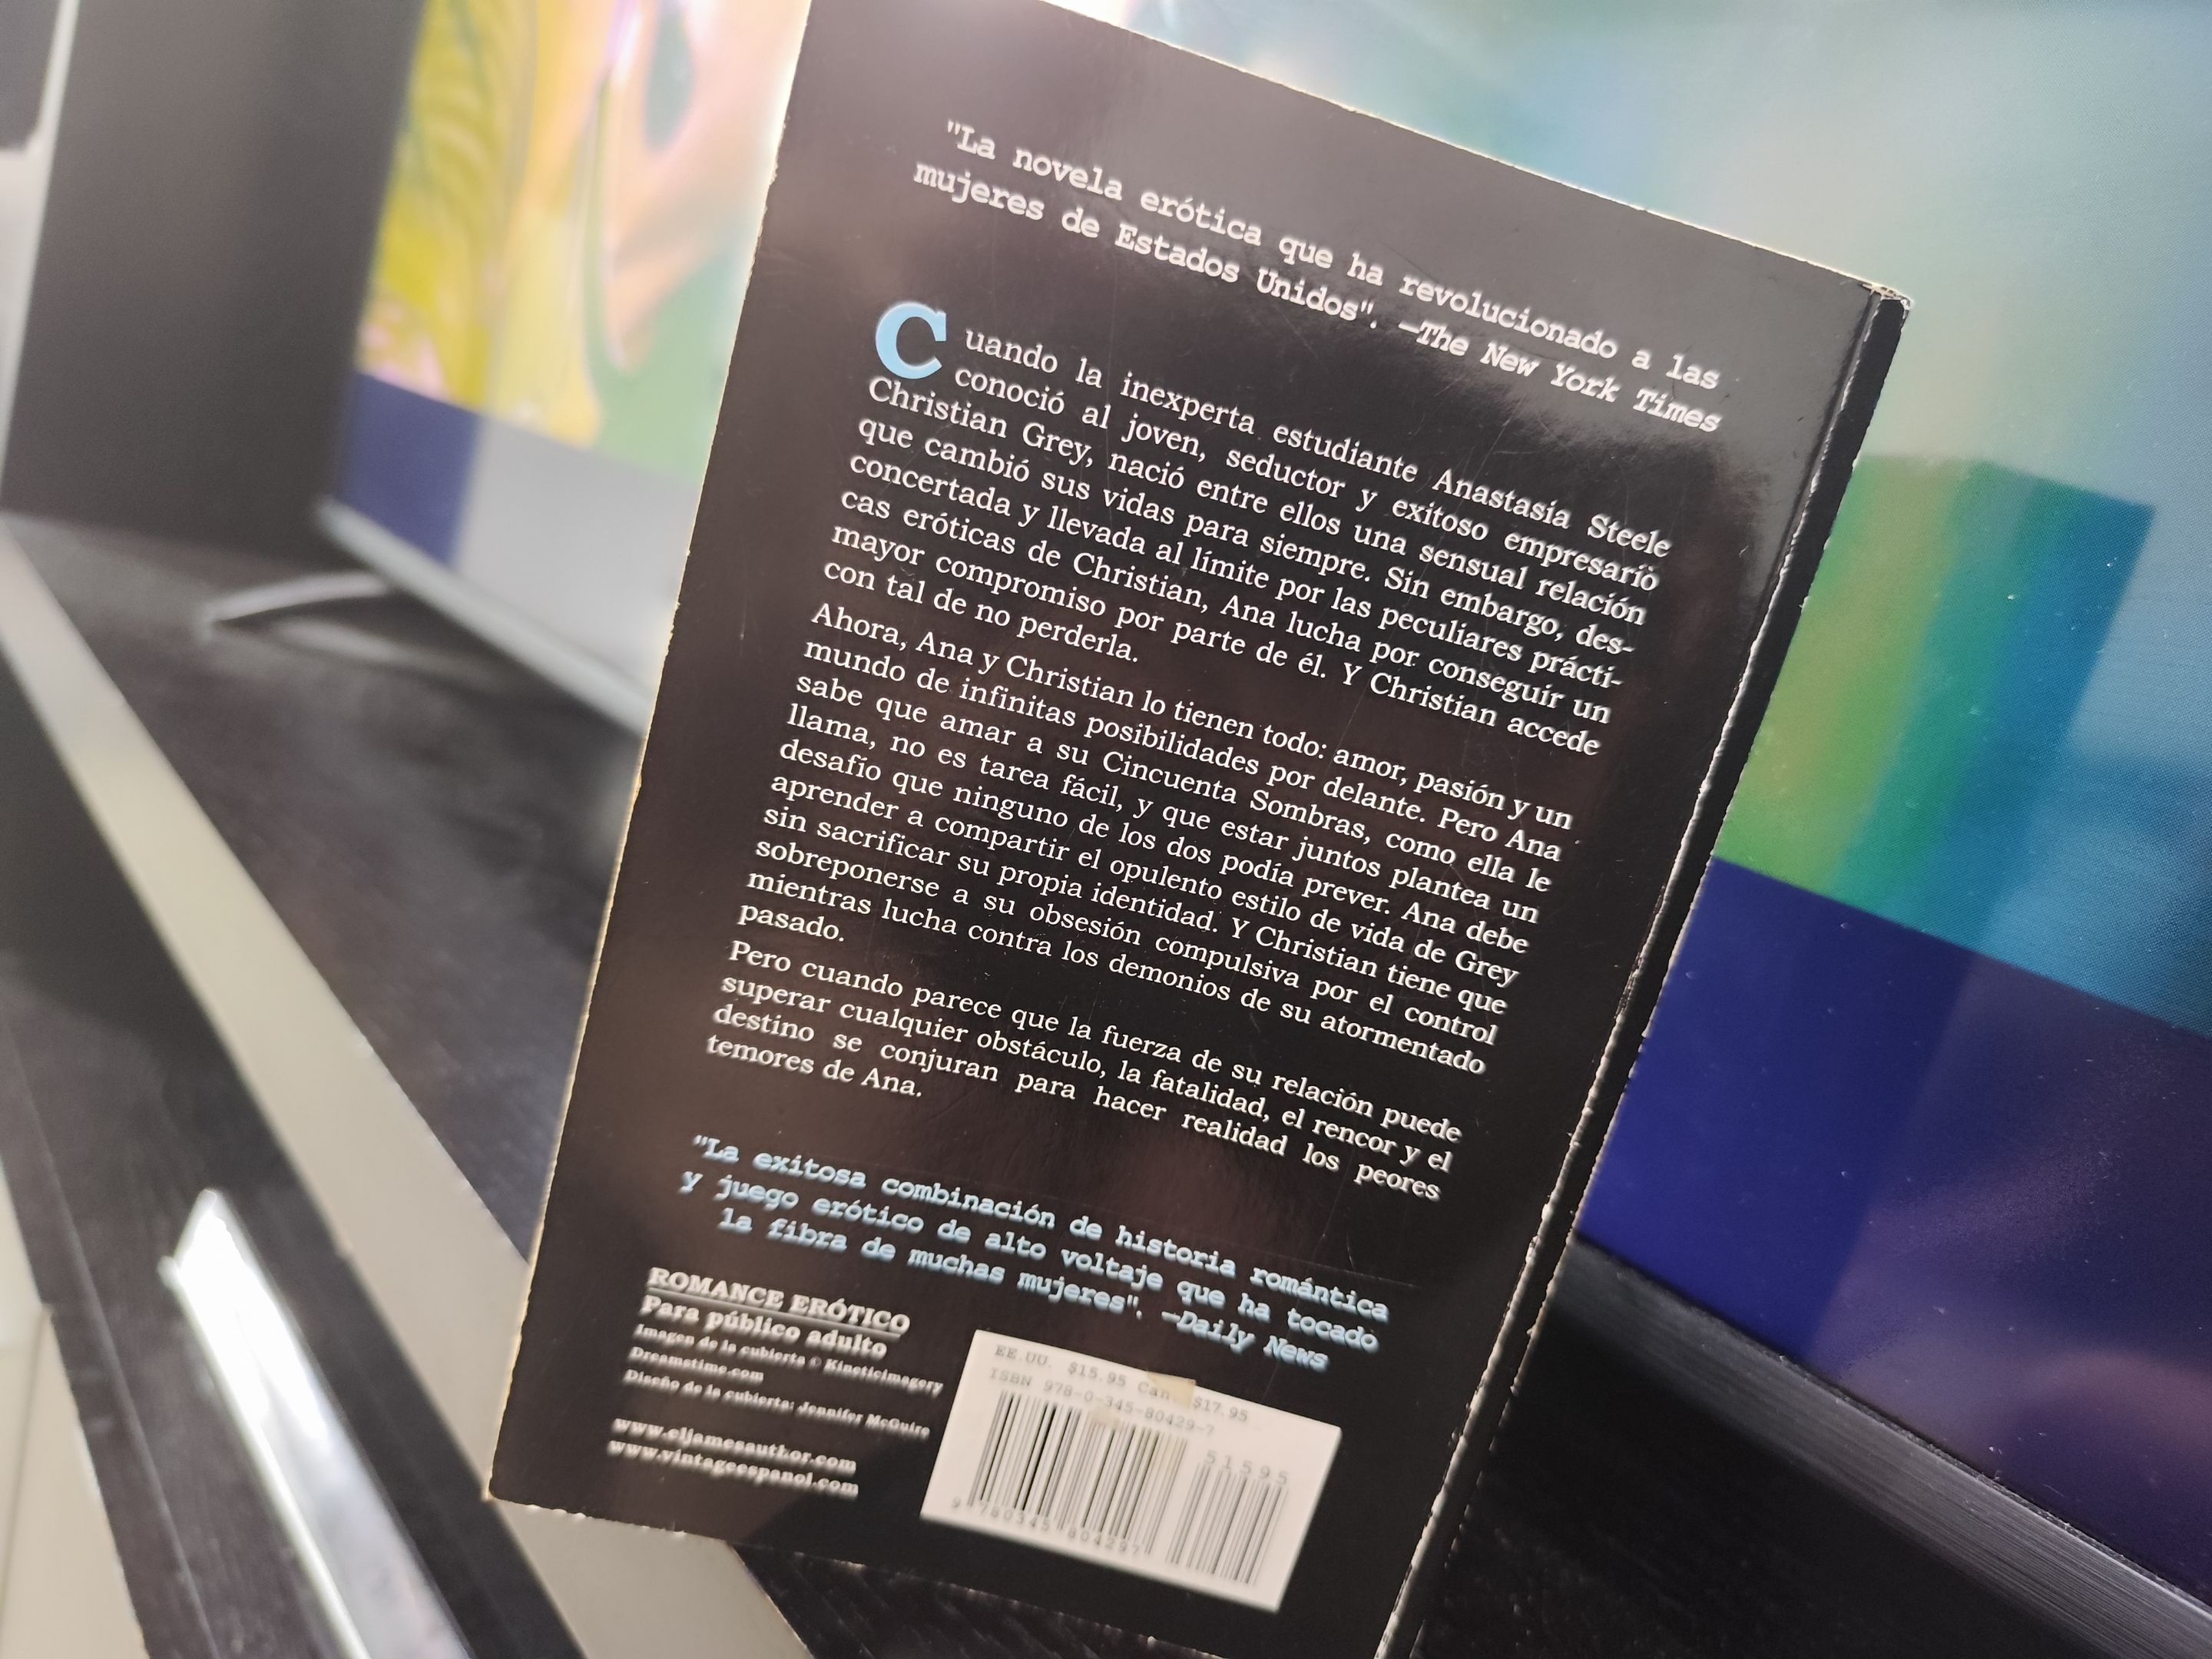 "La novela erótica que ha revolucionado a las
mujeres de Estados Unidos". —The New York Times
Cuando la inexperta estudiante Anastasia Steele
conoció al joven, seductor y exitoso empresario
Christian Grey, nació entre ellos una sensual relación
que cambió sus vidas para siempre. Sin embargo, des-
concertada y llevada al límite por las peculiares prácti-
cas eróticas de Christian, Ana lucha por conseguir un
mayor compromiso por parte de él. Y Christian accede
con tal de no perderla.
Ahora, Ana y Christian lo tienen todo: amor, pasión y un
mundo de infinitas posibilidades por delante. Pero Ana
sabe que amar a su Cincuenta Sombras, como ella le
llama, no es tarea fácil, y que estar juntos plantea un
desafío que ninguno de los dos podía prever. Ana debe
aprender a compartir el opulento estilo de vida de Grey
sin sacrificar su propia identidad. Y Christian tiene que
sobreponerse a su obsesión compulsiva por el control
mientras lucha contra los demonios de su atormentado
pasado.
Pero cuando parece que la fuerza de su relación puede
superar cualquier obstáculo, la fatalidad, el rencor y el
destino se conjuran para hacer realidad los peores
temores de Ana.
"La exitosa combinación de historia romántica
y juego erótico de alto voltaje que ha tocado
la fibra de muchas mujeres". —Daily News
ROMANCE ERÓTICO
Para público adulto
Imagen de la cubierta © Kineticimagery
Dreamstime.com
Diseño de la cubierta: Jennifer McGuire
www.eljamesauthor.com
www.vintageespanol.com
EE.UU. $15.95 Can $17.95
ISBN 978-0-345-80429-7
51595
9 780345 804297